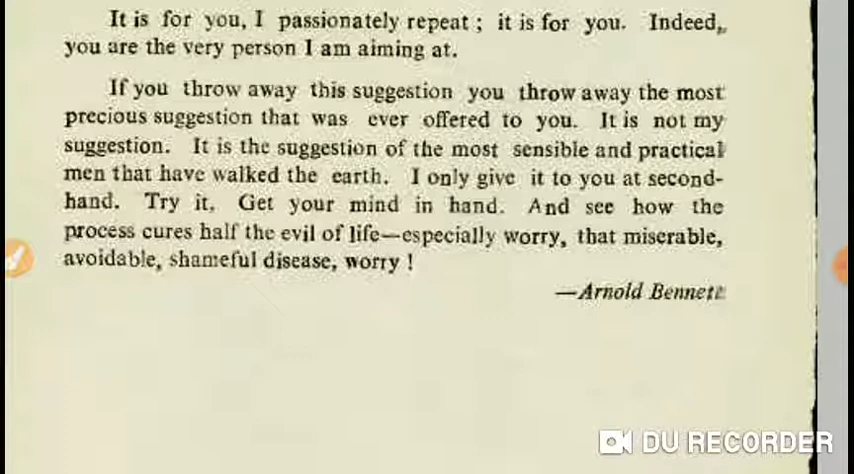 It is for you, I passionately repeat ; it is for you. Indeed,
you are the very person I am aiming at.
If you throw away this suggestion you throw away the most
precious suggestion that was ever offered to you. It is not my
suggestion. It is the suggestion of the most sensible and practical
men that have walked the earth. I only give it to you at second-
hand. Try it. Get your mind in hand. And see how the
process cures half the evil of life—especially worry, that miserable,
avoidable, shameful disease, worry !
—Arnold Bennett
DU RECORDER